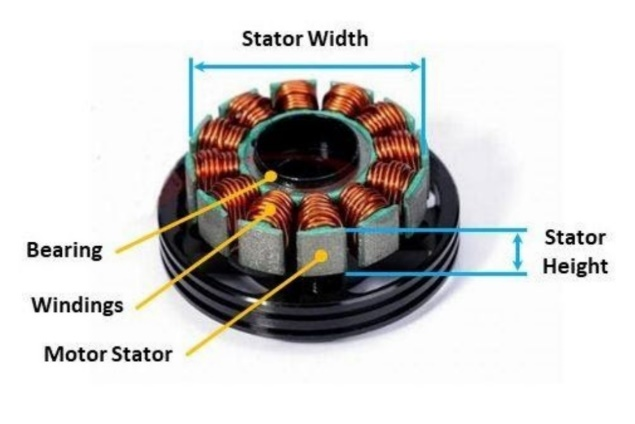 Stator Width
Bearing
Stator
Height
Windings
Motor Stator